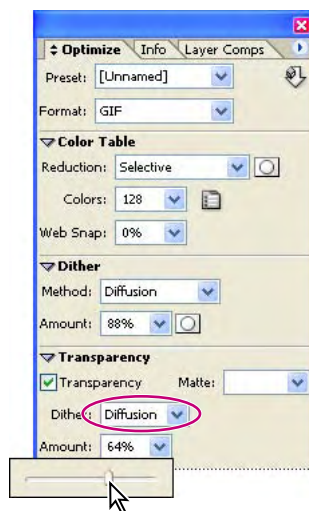 Optimize Info Layer Comps
Preset: [Unnamed]
Format: GIF
Color Table
Reduction: Selective
Colors: 128
Web Snap: 0%
Dither
Method: Diffusion
Amount: 88%
Transparency
Transparency Matte:
Dither: Diffusion
Amount: 64%